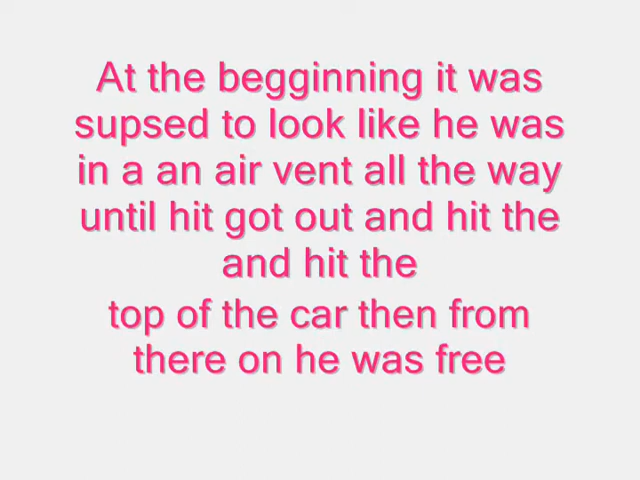 At the begginning it was
supsed to look like he was
in a an air vent all the way
until hit got out and hit the
and hit the
top of the car then from
there on he was free